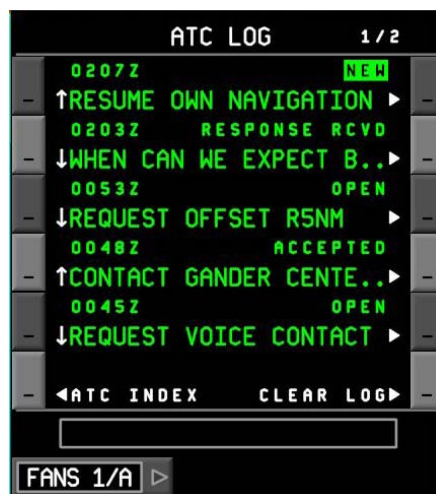 ATC LOG 1/2
0207Z NEW
↑RESUME OWN NAVIGATION ►
0203Z RESPONSE RCVD
↓WHEN CAN WE EXPECT B..►
0053Z OPEN
↓REQUEST OFFSET R5NM ►
0048Z ACCEPTED
↑CONTACT GANDER CENTE..►
0045Z OPEN
↓REQUEST VOICE CONTACT ►
◄ATC INDEX CLEAR LOG►
FANS 1/A ▷